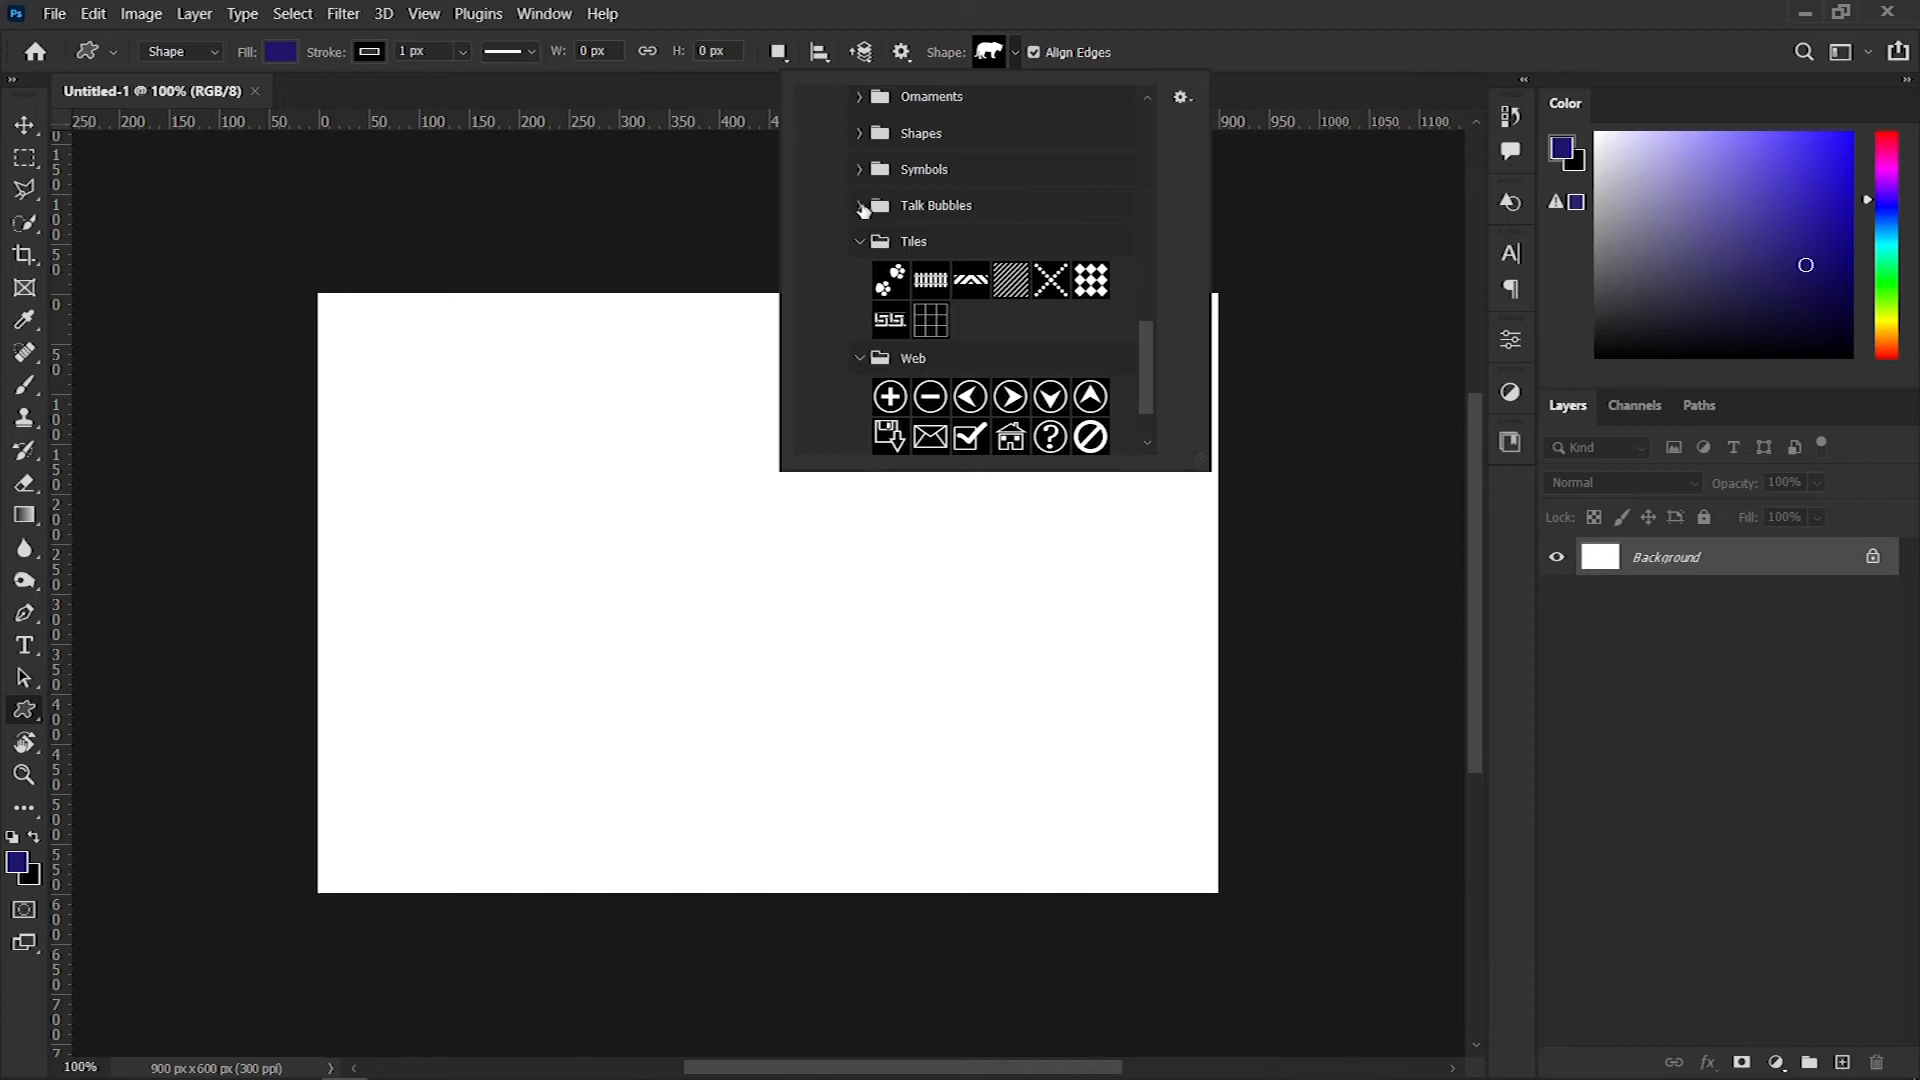 Ps File Edit Image Layer Type Select Filter 3D View Plugins Window Help
Shape Fill: Stroke: 1 px W: 0 px H: 0 px Shape: Align Edges
Untitled-1 @ 100% (RGB/8)
250 200 150 100 50 0 50 100 150 200 250 300 350 400 900 950 1000 1050 1100
Ornaments
Shapes
Symbols
Talk Bubbles
Tiles
Web
Color
Layers Channels Paths
Kind
Normal Opacity: 100%
Lock: Fill: 100%
Background
100% 900 px x 600 px (300 ppi)